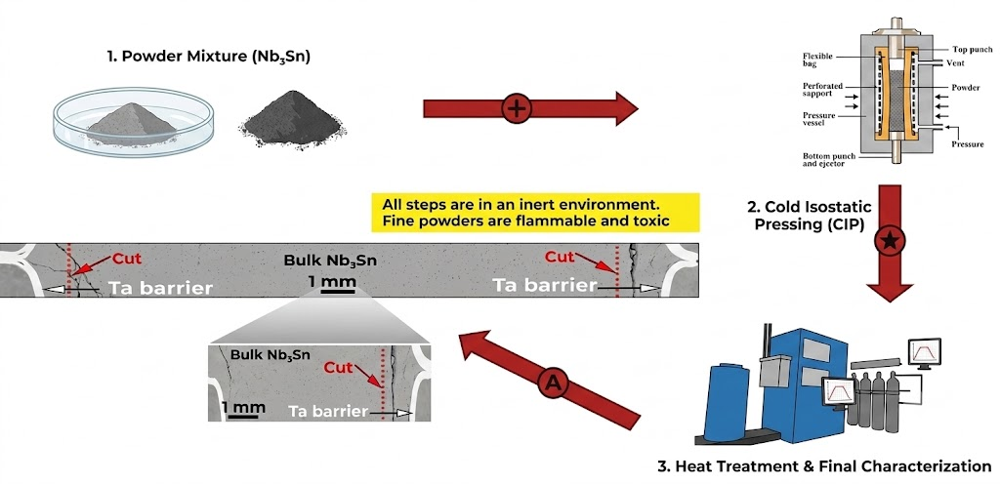 1. Powder Mixture (Nb₃Sn)
+
Flexible
bag
Perforated
sapport
Pressure
vessel
Bottom punch
and ejector
Top punch
Vent
Powder
Pressure
All steps are in an inert environment.
Fine powders are flammable and toxic
2. Cold Isostatic
Pressing (CIP)
Cut
Ta barrier
Bulk Nb₃Sn
1 mm
Cut
Ta barrier
Bulk Nb₃Sn
Cut
1 mm
Ta barrier
A
3. Heat Treatment & Final Characterization